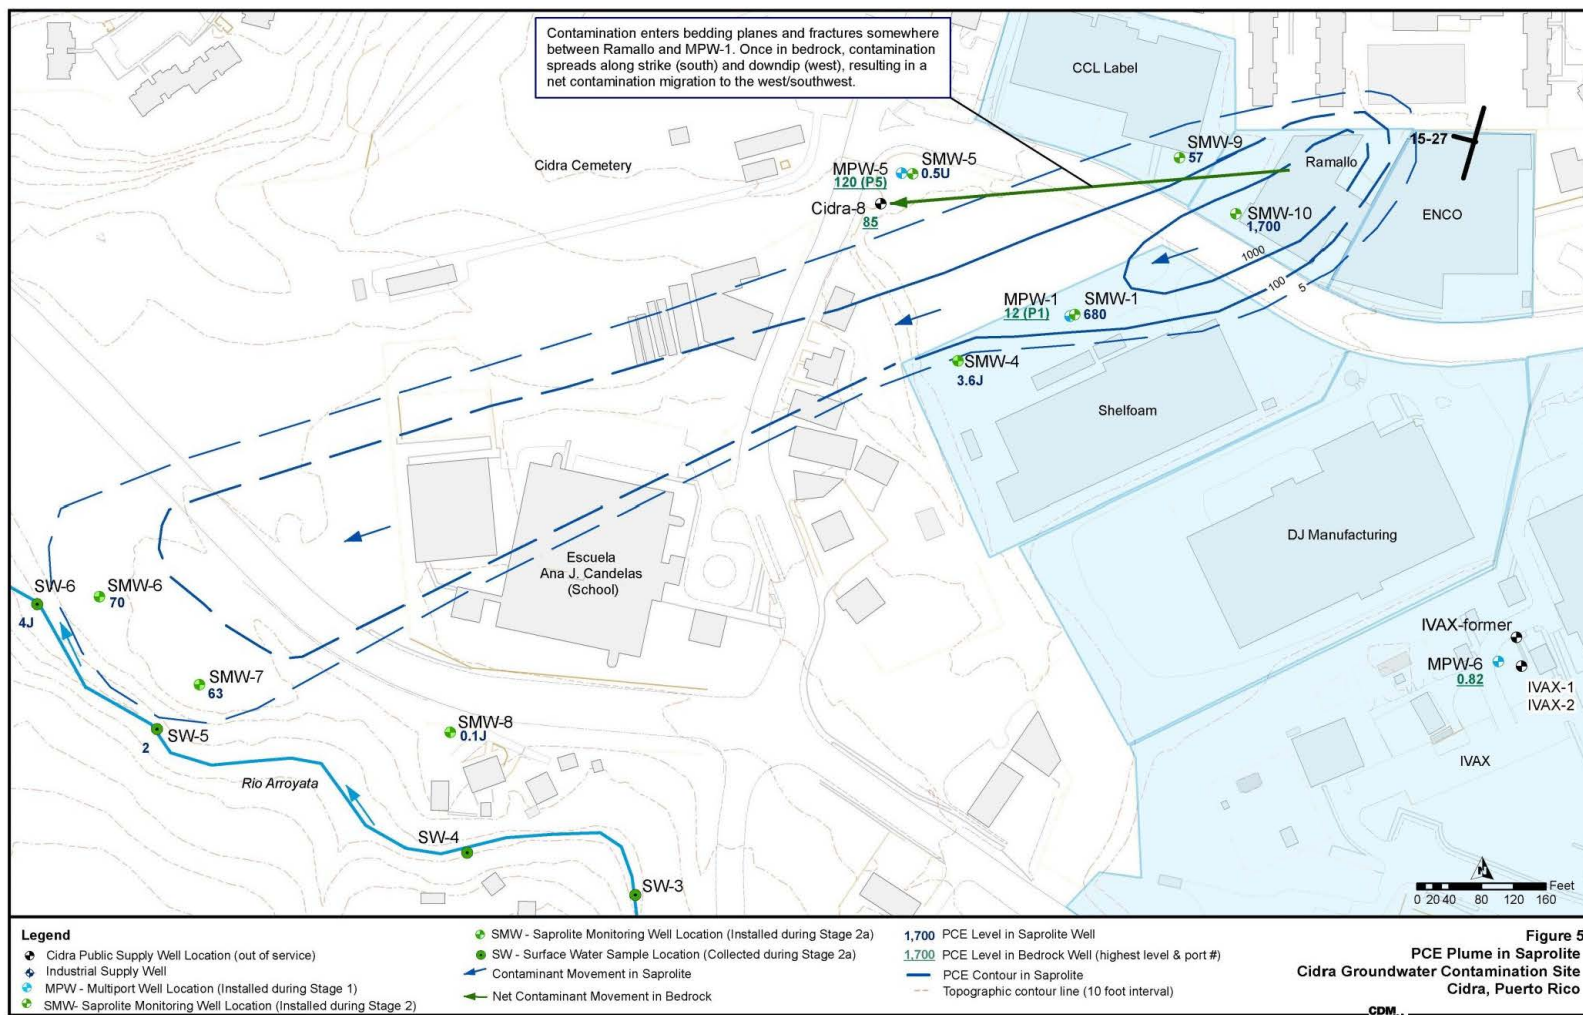 Contamination enters bedding planes and fractures somewhere
between Ramallo and MPW-1. Once in bedrock, contamination
spreads along strike (south) and downdip (west), resulting in a
net contamination migration to the west/southwest.
CCL Label
Cidra Cemetery
SMW-9
57
Ramallo
15-27
ENCO
MPW-5
120 (P5)
SMW-5
0.5U
Cidra-8
85
SMW-10
1,700
1000
100
5
MPW-1
12 (P1)
SMW-1
680
SMW-4
3.6J
Shelfoam
DJ Manufacturing
Escuela
Ana J. Candelas
(School)
SW-6
4J
SMW-6
70
SMW-7
63
SW-5
2
SMW-8
0.1J
Rio Arroyata
SW-4
SW-3
IVAX-former
MPW-6
0.82
IVAX-1
IVAX-2
IVAX
N
Feet
0 20 40 80 120 160
Legend
Cidra Public Supply Well Location (out of service)
Industrial Supply Well
MPW - Multiport Well Location (Installed during Stage 1)
SMW- Saprolite Monitoring Well Location (Installed during Stage 2)
SMW - Saprolite Monitoring Well Location (Installed during Stage 2a)
SW - Surface Water Sample Location (Collected during Stage 2a)
Contaminant Movement in Saprolite
Net Contaminant Movement in Bedrock
1,700 PCE Level in Saprolite Well
1,700 PCE Level in Bedrock Well (highest level & port #)
PCE Contour in Saprolite
Topographic contour line (10 foot interval)
Figure 5
PCE Plume in Saprolite
Cidra Groundwater Contamination Site
Cidra, Puerto Rico
CDM